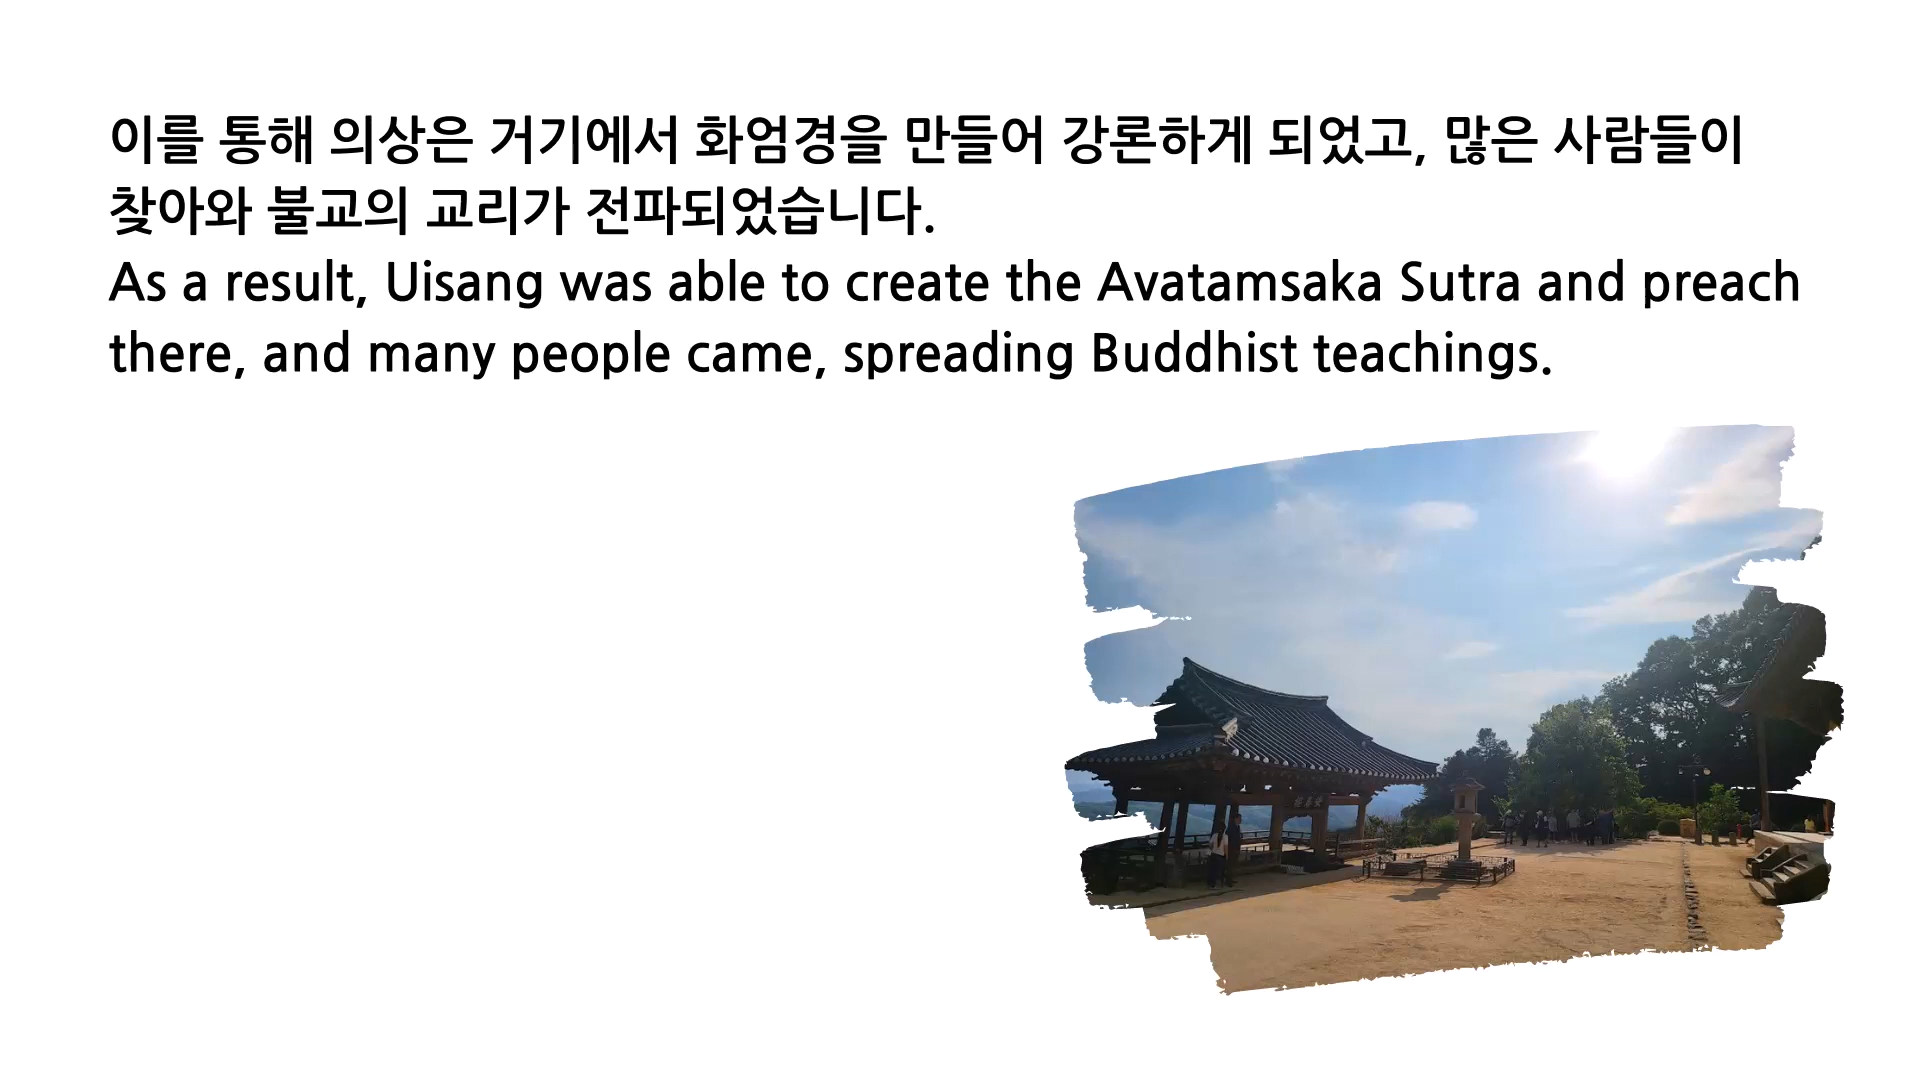 이를 통해 의상은 거기에서 화엄경을 만들어 강론하게 되었고, 많은 사람들이
찾아와 불교의 교리가 전파되었습니다.
As a result, Uisang was able to create the Avatamsaka Sutra and preach
there, and many people came, spreading Buddhist teachings.